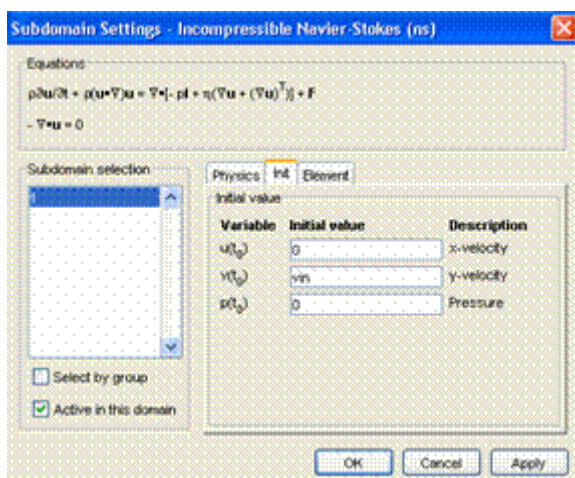 Subdomain Settings - Incompressible Navier-Stokes (ns)
Equations
ρ∂u/∂t + ρ(u•∇)u = ∇•[- pI + η(∇u + (∇u)ᵀ)] + F
- ∇•u = 0
Subdomain selection
1
Select by group
Active in this domain
Physics Init Element
Initial value
Variable Initial value Description
u(t₀) 0 x-velocity
v(t₀) vin y-velocity
p(t₀) 0 Pressure
OK Cancel Apply